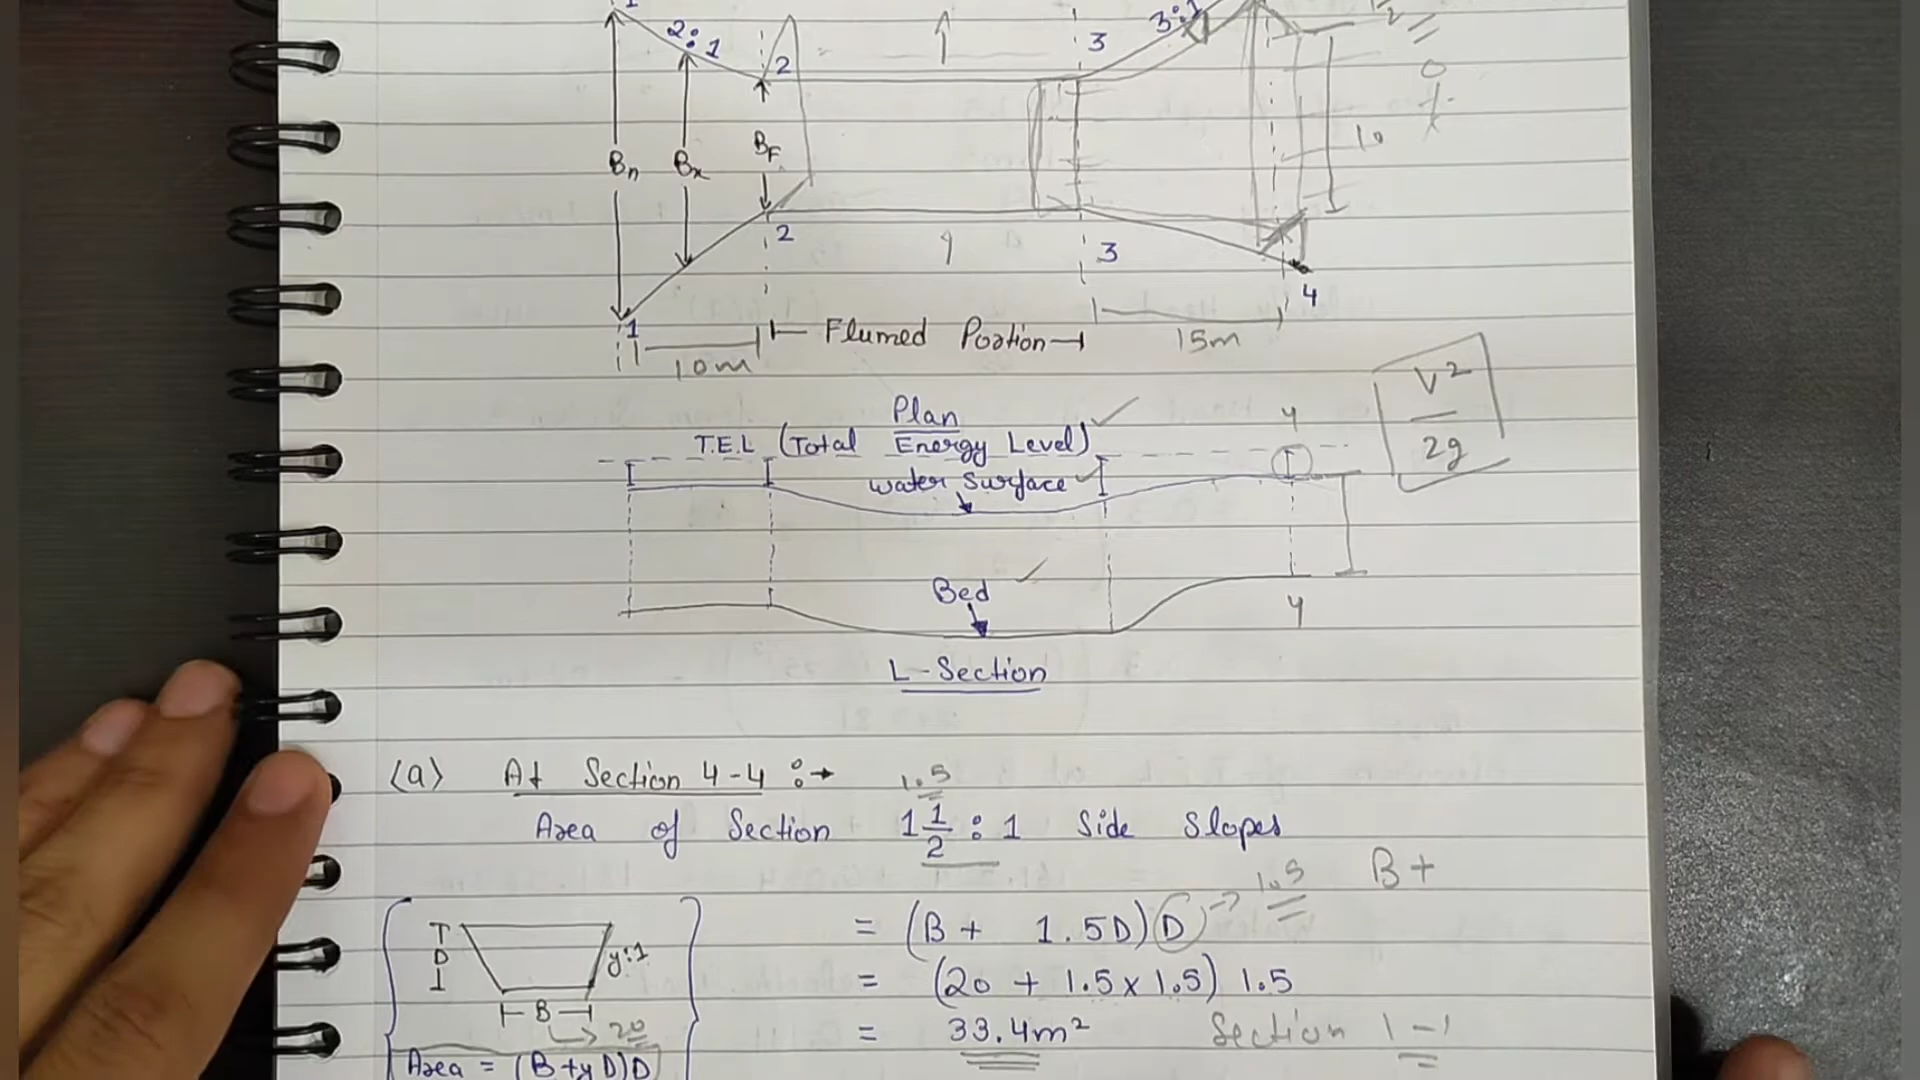 1
2:1
2
3
3:1
10
Bn
Bx
BF
2
3
4
1
Flumed Portion
10m
15m
Plan
T.E.L (Total Energy Level)
4
V²
2g
Water Surface
Bed
4
L-Section
(a) At Section 4-4 :→
1.5
Area of Section 1 1/2 : 1 Side Slopes
1.5
B+
= (B + 1.5D) D
T
D
y:1
= (20 + 1.5 x 1.5) 1.5
B
20
= 33.4m²
Section 1-1
Area = (B+yD)D